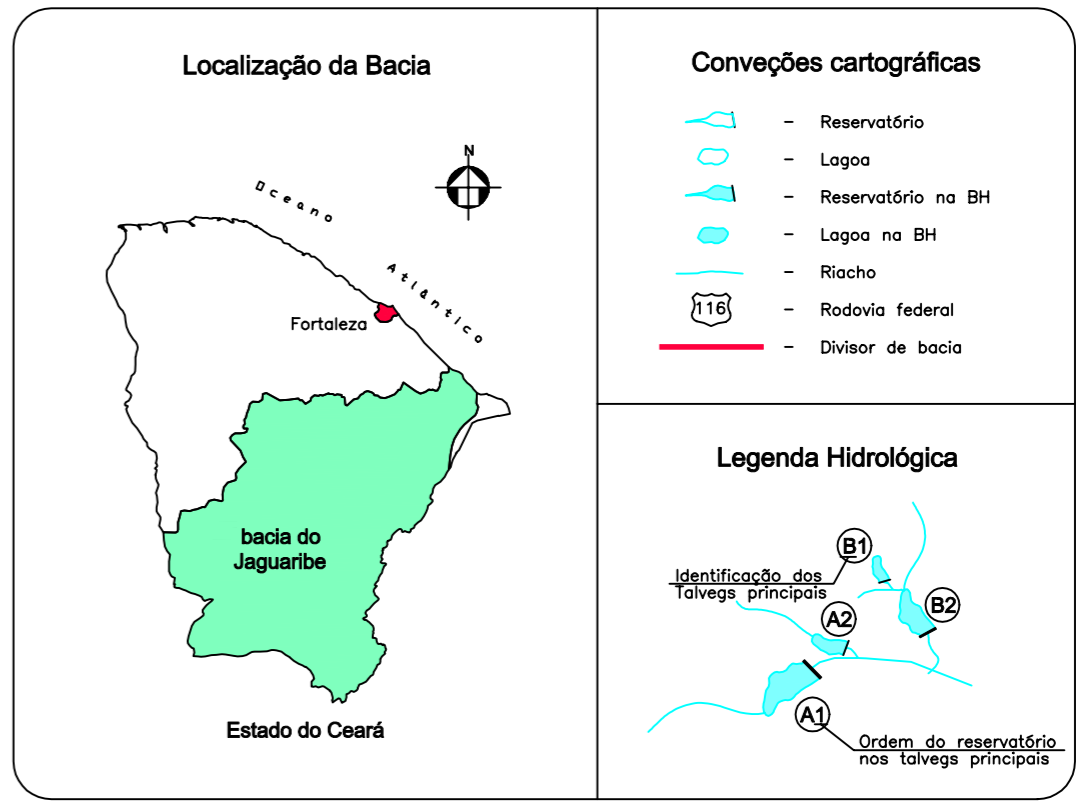 Localização da Bacia
N
Oceano
Atlântico
Fortaleza
bacia do
Jaguaribe
Estado do Ceará
Conveções cartográficas
- Reservatório
- Lagoa
- Reservatório na BH
- Lagoa na BH
- Riacho
116 - Rodovia federal
- Divisor de bacia
Legenda Hidrológica
B1
Identificação dos
Talvegs principais
B2
A2
A1
Ordem do reservatório
nos talvegs principais